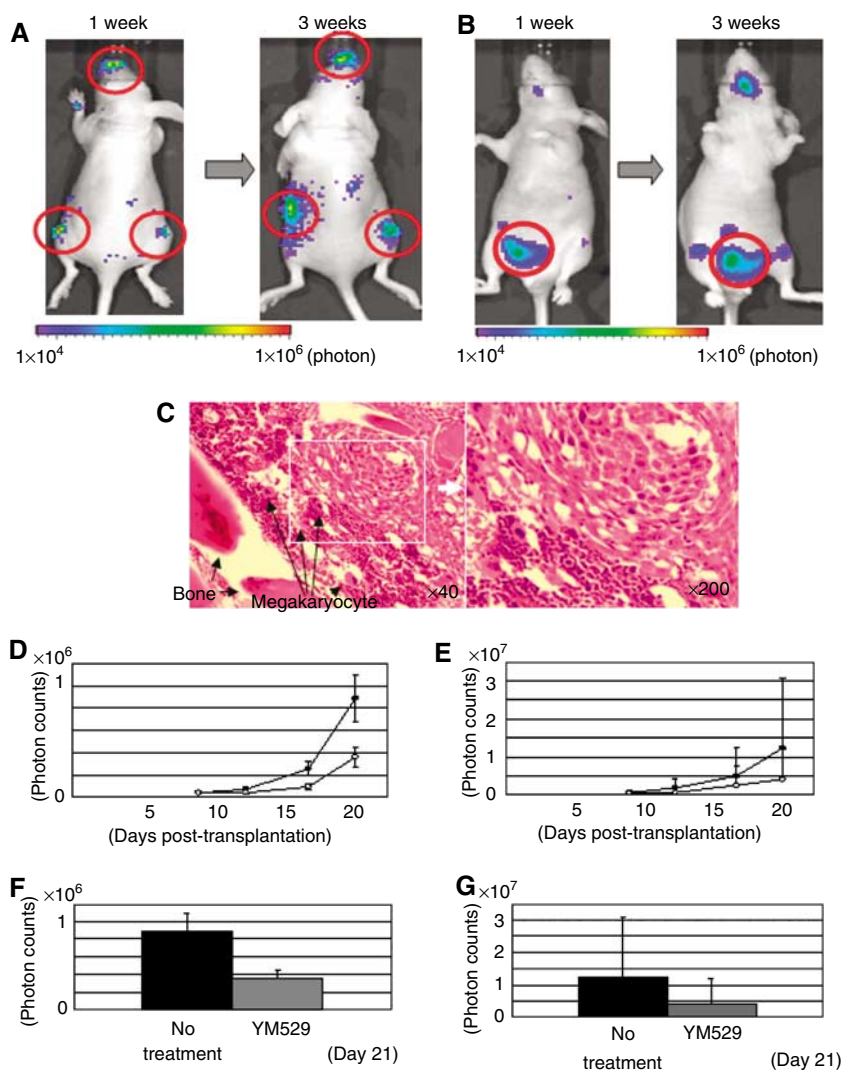 A
1 week
3 weeks
B
1 week
3 weeks
1×10⁴
1×10⁶ (photon)
1×10⁴
1×10⁶ (photon)
C
Bone
Megakaryocyte
×40
×200
D
×10⁶
1
0
(Photon counts)
5
10
15
20
(Days post-transplantation)
E
×10⁷
3
2
1
0
(Photon counts)
5
10
15
20
(Days post-transplantation)
F
×10⁶
1
0
(Photon counts)
No treatment
YM529
(Day 21)
G
×10⁷
3
2
1
0
(Photon counts)
No treatment
YM529
(Day 21)